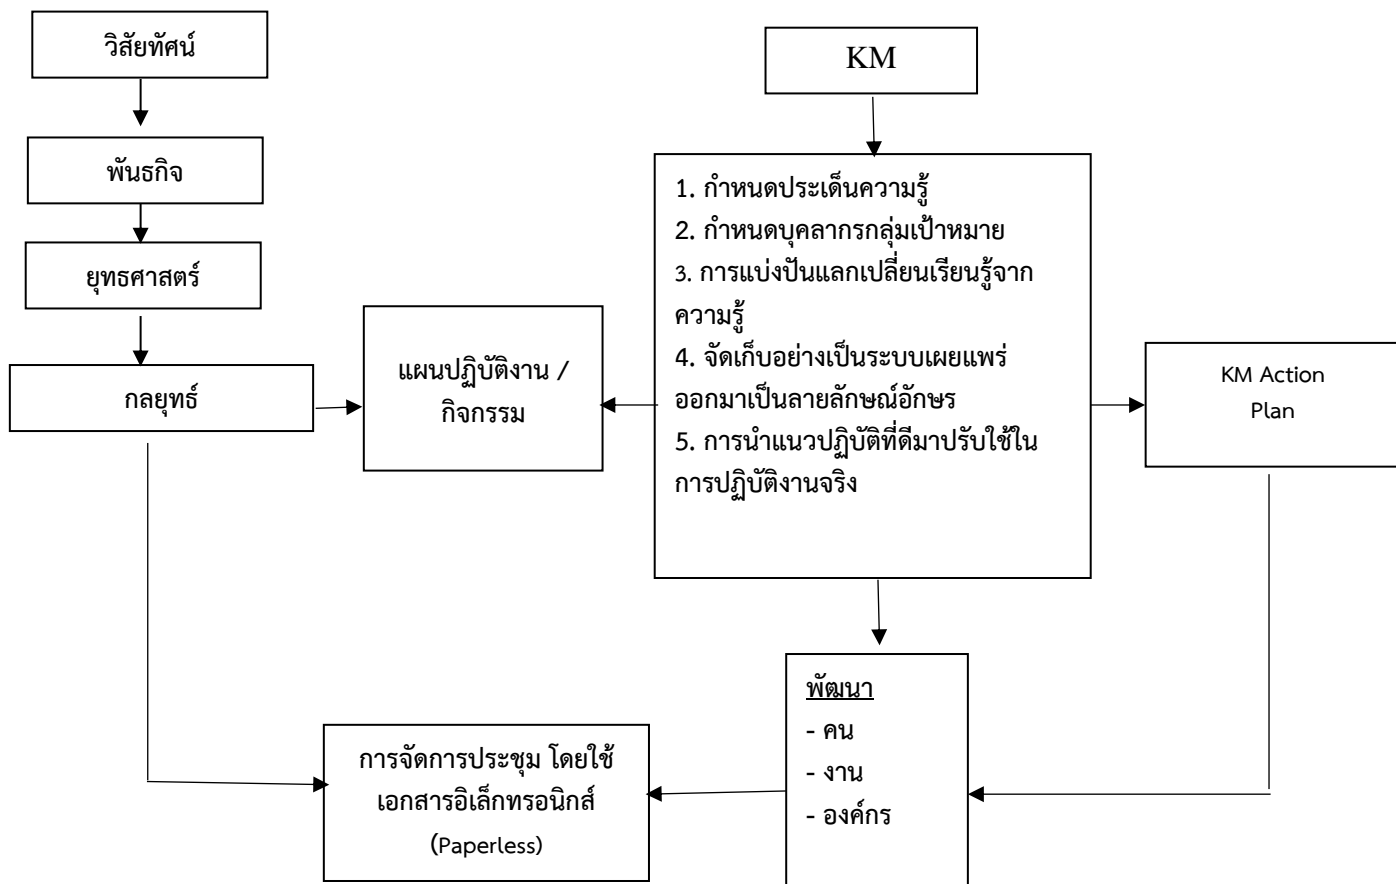 วิสัยทัศน์
พันธกิจ
ยุทธศาสตร์
กลยุทธ์
แผนปฏิบัติงาน /
กิจกรรม
KM
1. กำหนดประเด็นความรู้
2. กำหนดบุคลากรกลุ่มเป้าหมาย
3. การแบ่งปันแลกเปลี่ยนเรียนรู้จาก
ความรู้
4. จัดเก็บอย่างเป็นระบบเผยแพร่
ออกมาเป็นลายลักษณ์อักษร
5. การนำแนวปฏิบัติที่ดีมาปรับใช้ใน
การปฏิบัติงานจริง
KM Action
Plan
พัฒนา
- คน
- งาน
- องค์กร
การจัดการประชุม โดยใช้
เอกสารอิเล็กทรอนิกส์
(Paperless)